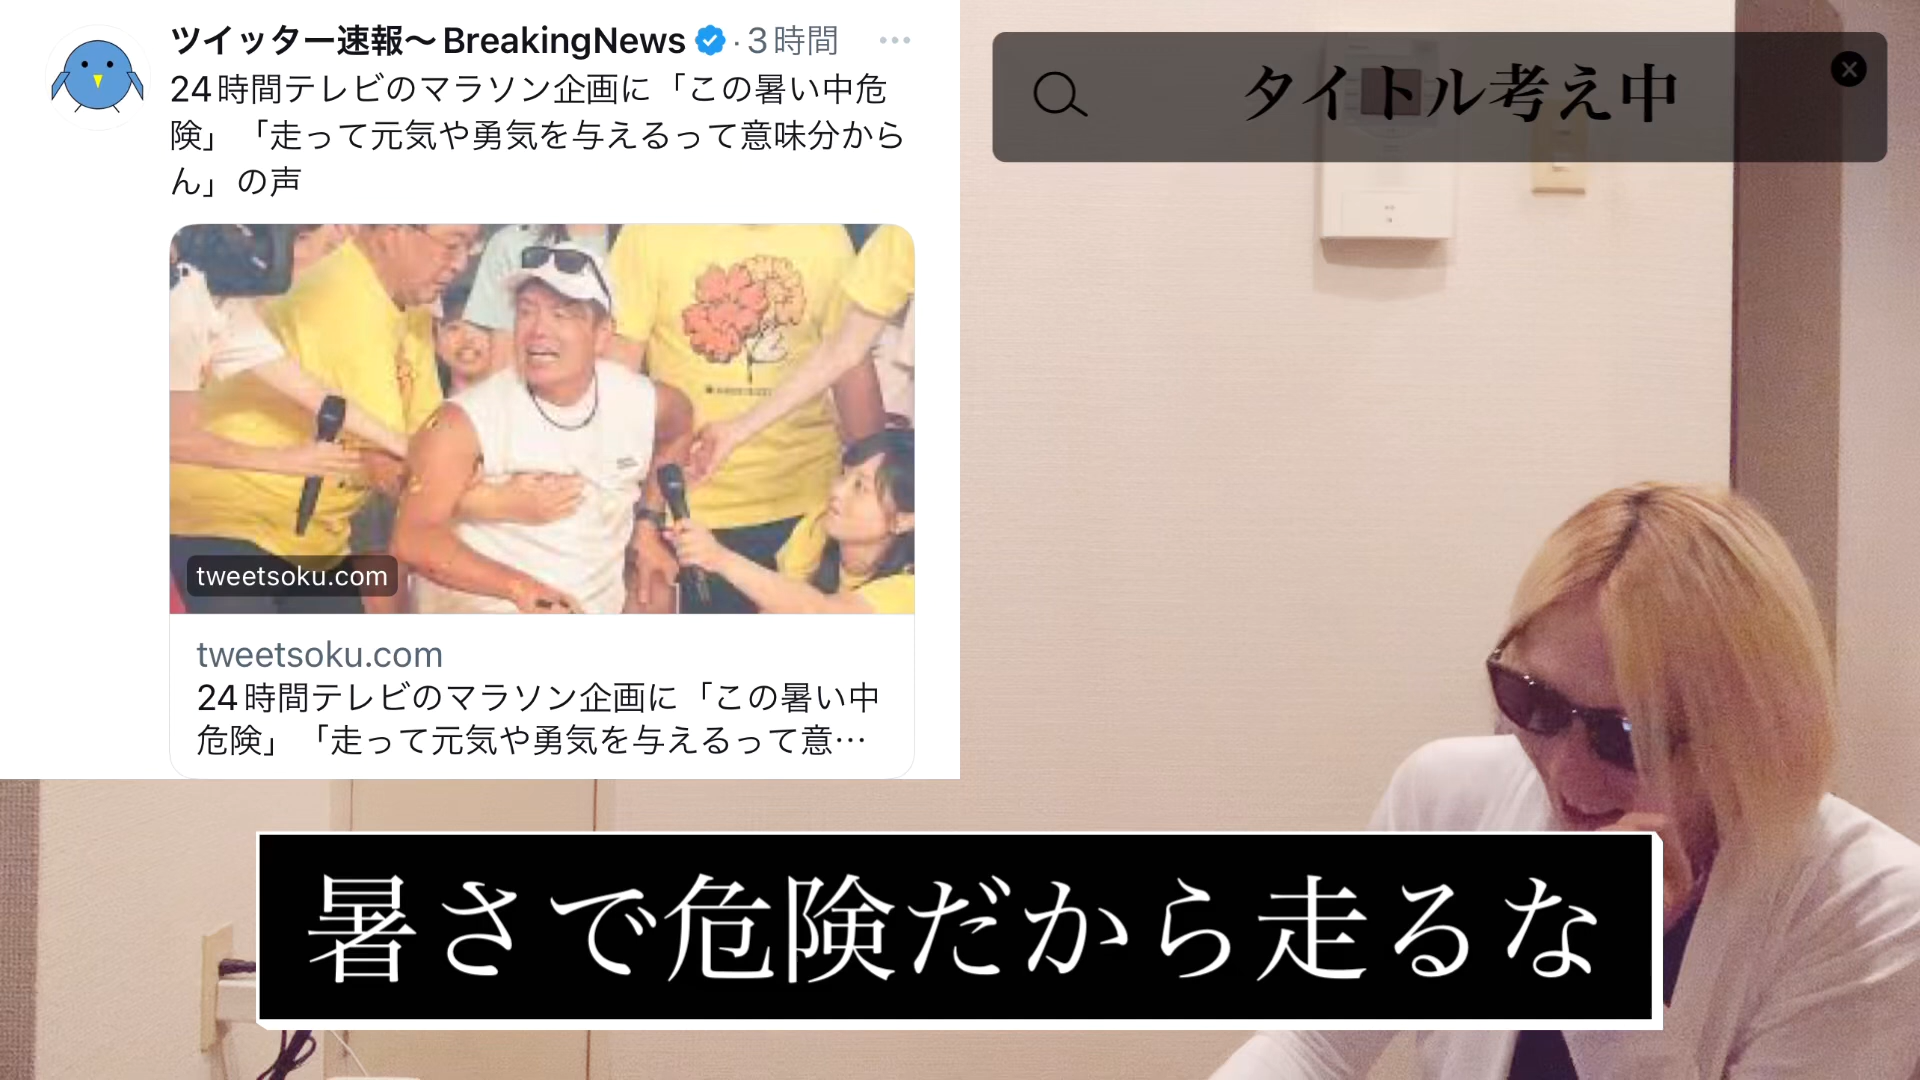 ツイッター速報〜BreakingNews · 3時間
24時間テレビのマラソン企画に「この暑い中危
険」「走って元気や勇気を与えるって意味分から
ん」の声
tweetsoku.com
tweetsoku.com
24時間テレビのマラソン企画に「この暑い中
危険」「走って元気や勇気を与えるって意…
タイトル考え中
暑さで危険だから走るな